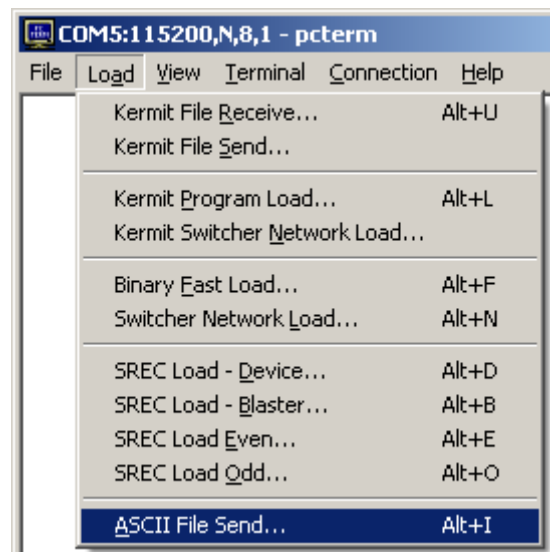 COM5:115200,N,8,1 - pcterm
File Load View Terminal Connection Help
Kermit File Receive... Alt+U
Kermit File Send...
Kermit Program Load... Alt+L
Kermit Switcher Network Load...
Binary Fast Load... Alt+F
Switcher Network Load... Alt+N
SREC Load - Device... Alt+D
SREC Load - Blaster... Alt+B
SREC Load Even... Alt+E
SREC Load Odd... Alt+O
ASCII File Send... Alt+I